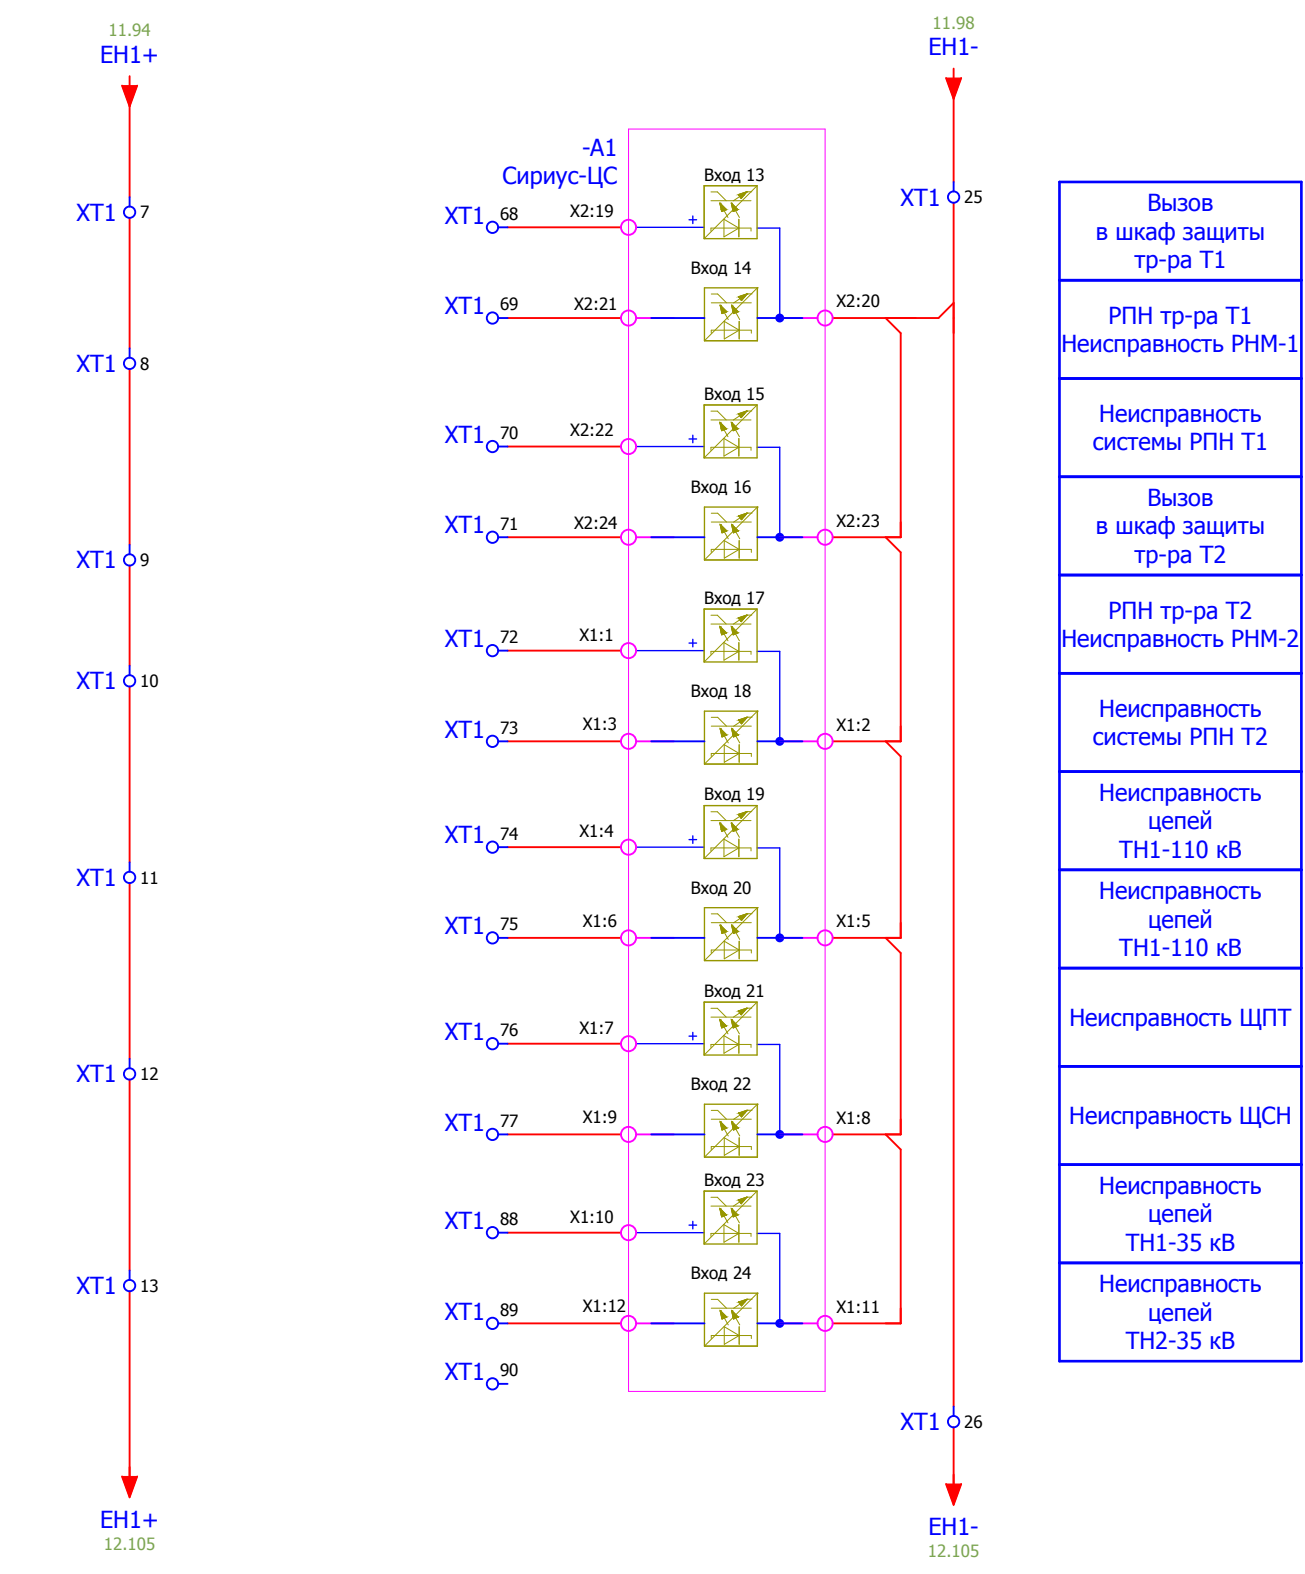 11.94
EH1+
XT1 7
XT1 8
XT1 9
XT1 10
XT1 11
XT1 12
XT1 13
EH1+
12.105
-A1
Сириус-ЦС
Вход 13
XT1 68 X2:19 +
Вход 14
XT1 69 X2:21 X2:20
Вход 15
XT1 70 X2:22 +
Вход 16
XT1 71 X2:24 X2:23
Вход 17
XT1 72 X1:1 +
Вход 18
XT1 73 X1:3 X1:2
Вход 19
XT1 74 X1:4 +
Вход 20
XT1 75 X1:6 X1:5
Вход 21
XT1 76 X1:7 +
Вход 22
XT1 77 X1:9 X1:8
Вход 23
XT1 88 X1:10 +
Вход 24
XT1 89 X1:12 X1:11
XT1 90
11.98
EH1-
XT1 25
XT1 26
EH1-
12.105
Вызов
в шкаф защиты
тр-ра Т1
РПН тр-ра Т1
Неисправность РНМ-1
Неисправность
системы РПН Т1
Вызов
в шкаф защиты
тр-ра Т2
РПН тр-ра Т2
Неисправность РНМ-2
Неисправность
системы РПН Т2
Неисправность
цепей
ТН1-110 кВ
Неисправность
цепей
ТН1-110 кВ
Неисправность ЩПТ
Неисправность ЩСН
Неисправность
цепей
ТН1-35 кВ
Неисправность
цепей
ТН2-35 кВ